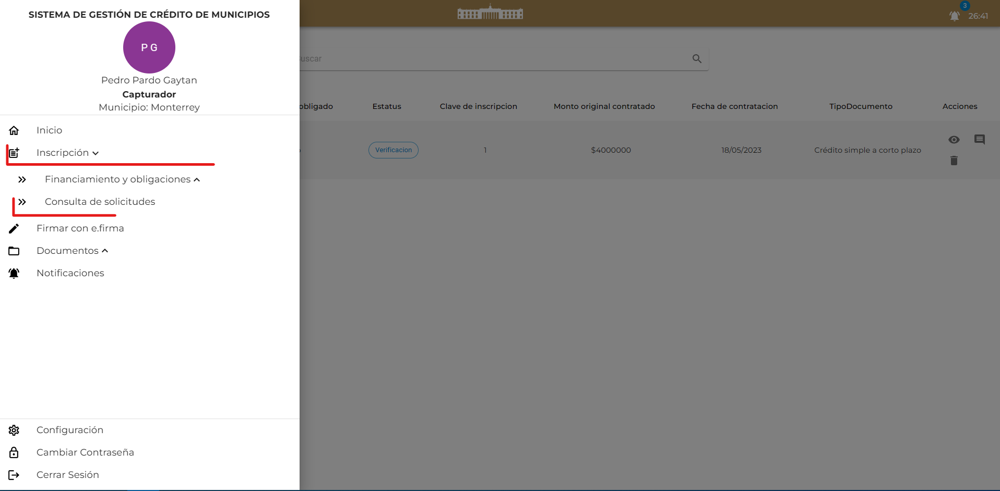 SISTEMA DE GESTIÓN DE CRÉDITO DE MUNICIPIOS
P G
Pedro Pardo Gaytan
Capturador
Municipio: Monterrey
Inicio
Inscripción
Financiamiento y obligaciones
Consulta de solicitudes
Firmar con e.firma
Documentos
Notificaciones
Configuración
Cambiar Contraseña
Cerrar Sesión
3
26:41
uscar
obligado Estatus Clave de inscripcion Monto original contratado Fecha de contratacion TipoDocumento Acciones
Verificacion 1 $4000000 18/05/2023 Crédito simple a corto plazo